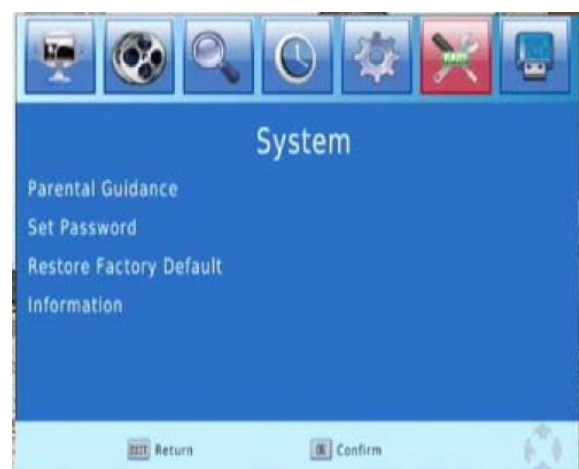 System
Parental Guidance
Set Password
Restore Factory Default
Information
EXIT Return
OK Confirm